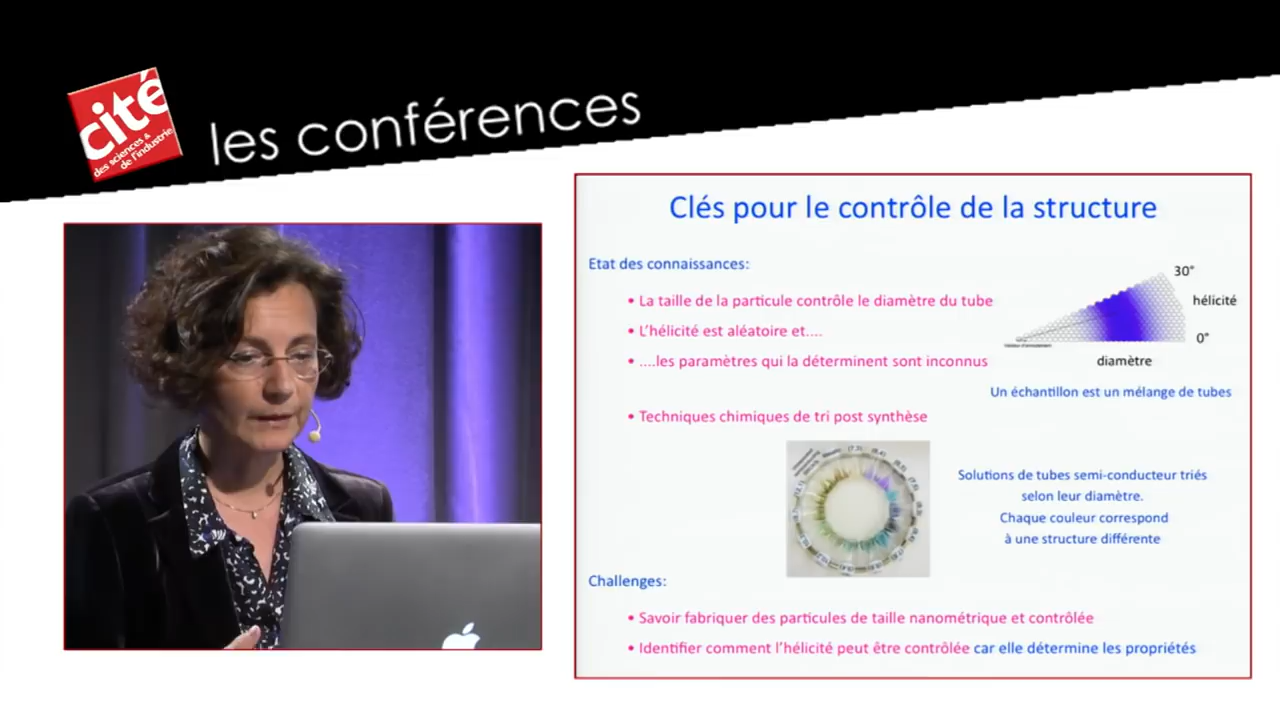 cité
des sciences &
de l'industrie
les conférences
Clés pour le contrôle de la structure
Etat des connaissances:
• La taille de la particule contrôle le diamètre du tube
• L'hélicité est aléatoire et....
• ....les paramètres qui la déterminent sont inconnus
30°
hélicité
0°
diamètre
Un échantillon est un mélange de tubes
• Techniques chimiques de tri post synthèse
Solutions de tubes semi-conducteur triés
selon leur diamètre.
Chaque couleur correspond
à une structure différente
Challenges:
• Savoir fabriquer des particules de taille nanométrique et contrôlée
• Identifier comment l'hélicité peut être contrôlée car elle détermine les propriétés